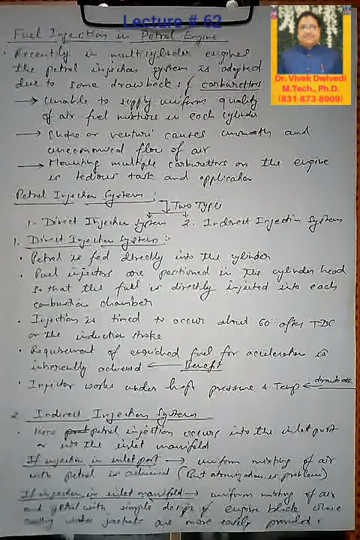 Lecture # 62
Fuel Injection in Petrol Engine
Dr. Vivek Dwivedi
M.Tech., Ph.D.
(831-873-8909)
• Recently in multicylinder engines
the petrol injection system is adopted
due to some drawback of carburettors
→ Unable to supply uniform quality
of air fuel mixture in each cylinder
→ Choke or venturi causes unsmooth and
uneconomical flow of air
→ Mounting multiple carburettors on the engine
is tedious task and application
Petrol Injection System:
Two Types
1. Direct Injection System 2. Indirect Injection System
1. Direct Injection System:-
• Petrol is fed directly into the cylinder
• Fuel injectors are positioned in the cylinder head
so that the fuel is directly injected into each
combustion chamber
• Injection is timed to occur about 60° after TDC
on the induction stroke
• Requirement of enriched fuel for acceleration is
inherently achieved ← Benefit
• Injector works under high pressure & Temp ← drawback
2. Indirect Injection System
• Here petrol injection occurs into the inlet port
or into the inlet manifold
If injection in inlet port → uniform mixing of air
with petrol is achieved (But atomization is problem)
If injection in inlet manifold → uniform mixing of air
and petrol with simple design of engine block since
water jackets are more easily provided.